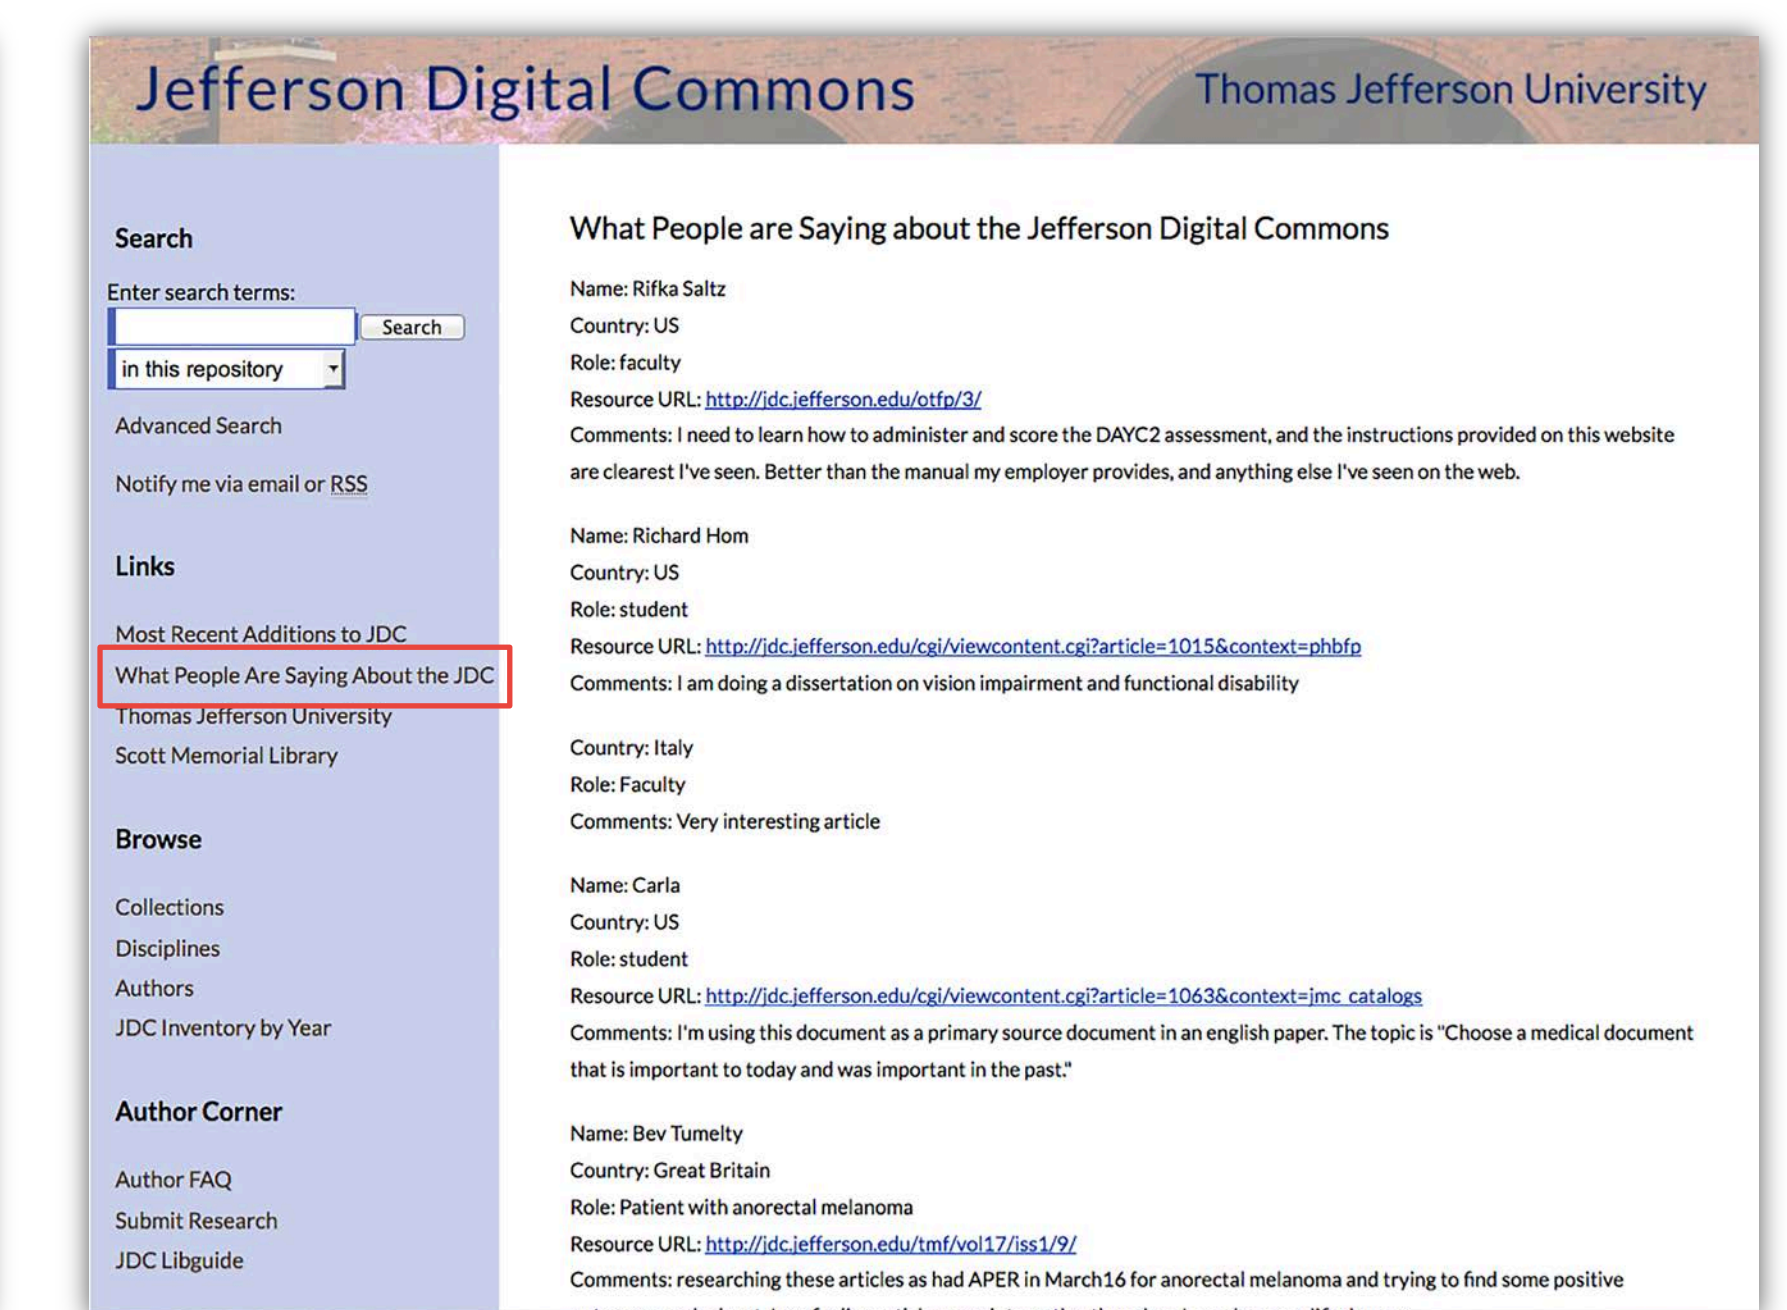 Jefferson Digital Commons
Thomas Jefferson University
Search
Enter search terms:
Search
in this repository
Advanced Search
Notify me via email or RSS
Links
Most Recent Additions to JDC
What People Are Saying About the JDC
Thomas Jefferson University
Scott Memorial Library
Browse
Collections
Disciplines
Authors
JDC Inventory by Year
Author Corner
Author FAQ
Submit Research
JDC Libguide
What People are Saying about the Jefferson Digital Commons
Name: Rifka Saltz
Country: US
Role: faculty
Resource URL: http://jdc.jefferson.edu/otfp/3/
Comments: I need to learn how to administer and score the DAYC2 assessment, and the instructions provided on this website
are clearest I've seen. Better than the manual my employer provides, and anything else I've seen on the web.
Name: Richard Hom
Country: US
Role: student
Resource URL: http://jdc.jefferson.edu/cgi/viewcontent.cgi?article=1015&context=phbfp
Comments: I am doing a dissertation on vision impairment and functional disability
Country: Italy
Role: Faculty
Comments: Very interesting article
Name: Carla
Country: US
Role: student
Resource URL: http://jdc.jefferson.edu/cgi/viewcontent.cgi?article=1063&context=jmc_catalogs
Comments: I'm using this document as a primary source document in an english paper. The topic is "Choose a medical document
that is important to today and was important in the past."
Name: Bev Tumelty
Country: Great Britain
Role: Patient with anorectal melanoma
Resource URL: http://jdc.jefferson.edu/tmf/vol17/iss1/9/
Comments: researching these articles as had APER in March16 for anorectal melanoma and trying to find some positive